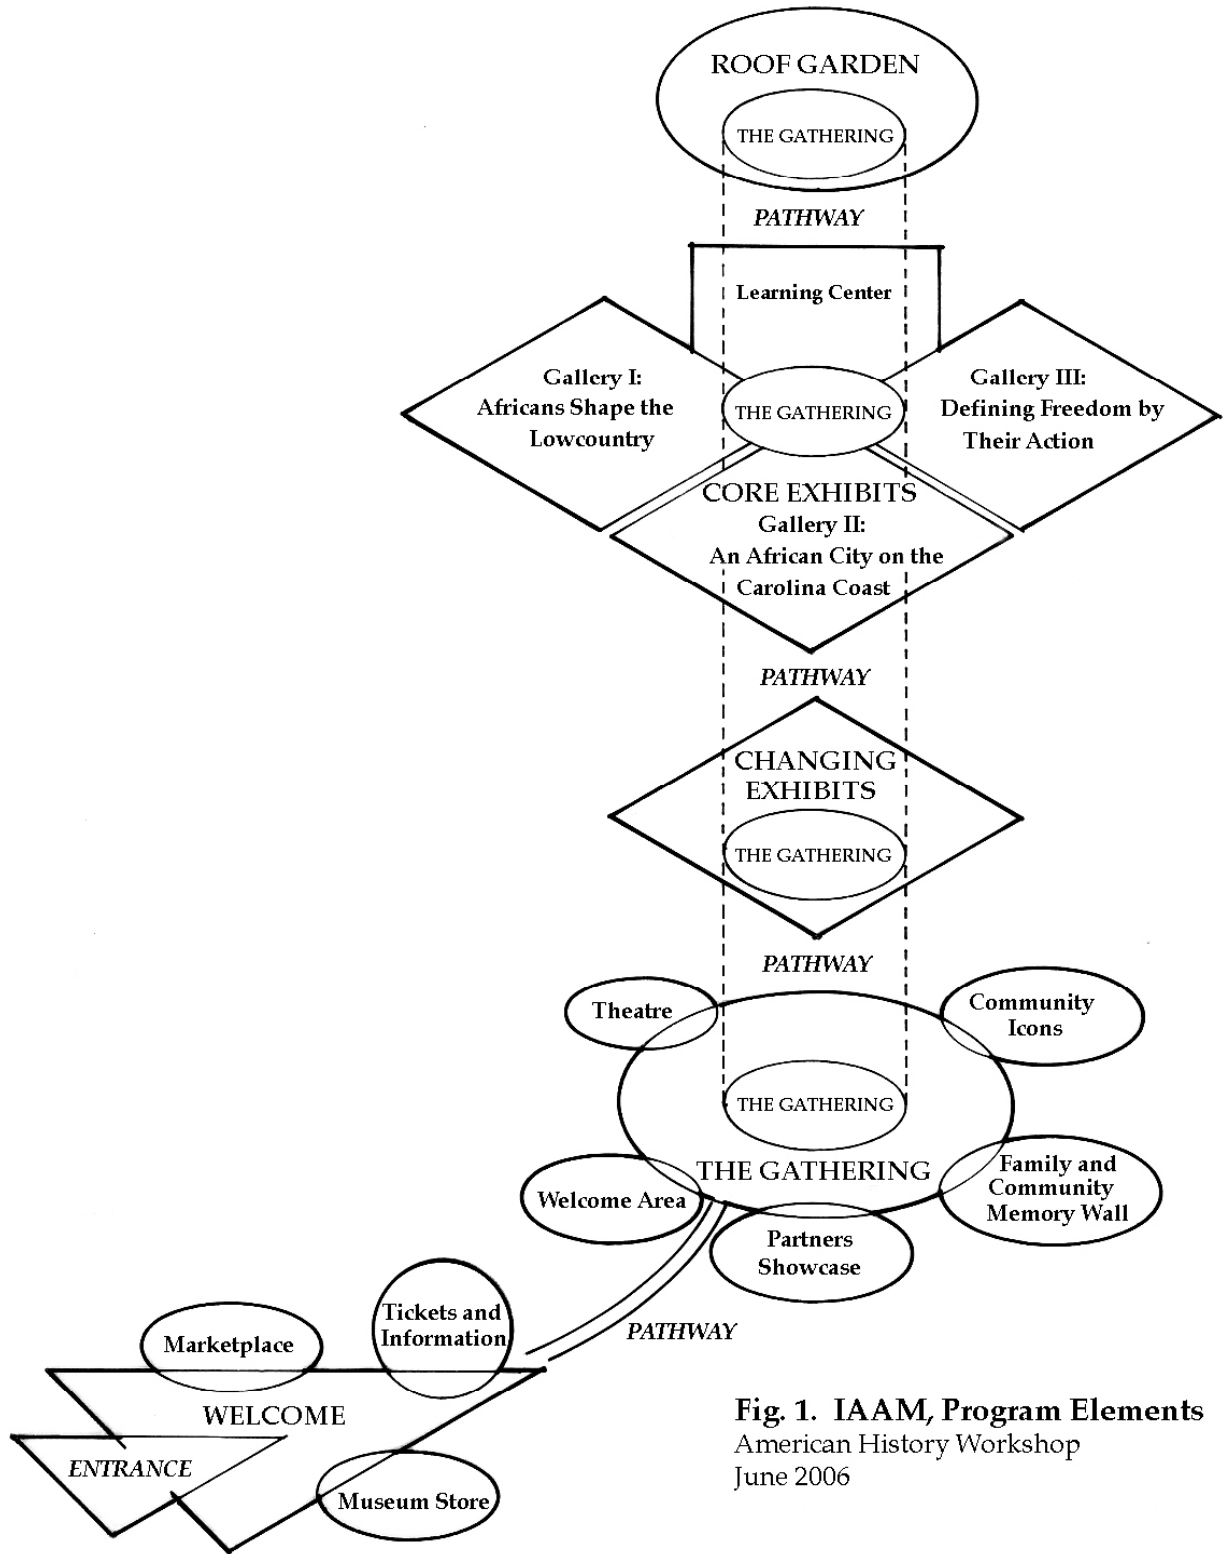 ROOF GARDEN
THE GATHERING
PATHWAY
Learning Center
Gallery I:
Africans Shape the
Lowcountry
THE GATHERING
Gallery III:
Defining Freedom by
Their Action
CORE EXHIBITS
Gallery II:
An African City on the
Carolina Coast
PATHWAY
CHANGING
EXHIBITS
THE GATHERING
PATHWAY
Theatre
Community
Icons
THE GATHERING
THE GATHERING
Welcome Area
Family and
Community
Memory Wall
Partners
Showcase
PATHWAY
Tickets and
Information
Marketplace
WELCOME
ENTRANCE
Museum Store
Fig. 1. IAAM, Program Elements
American History Workshop
June 2006